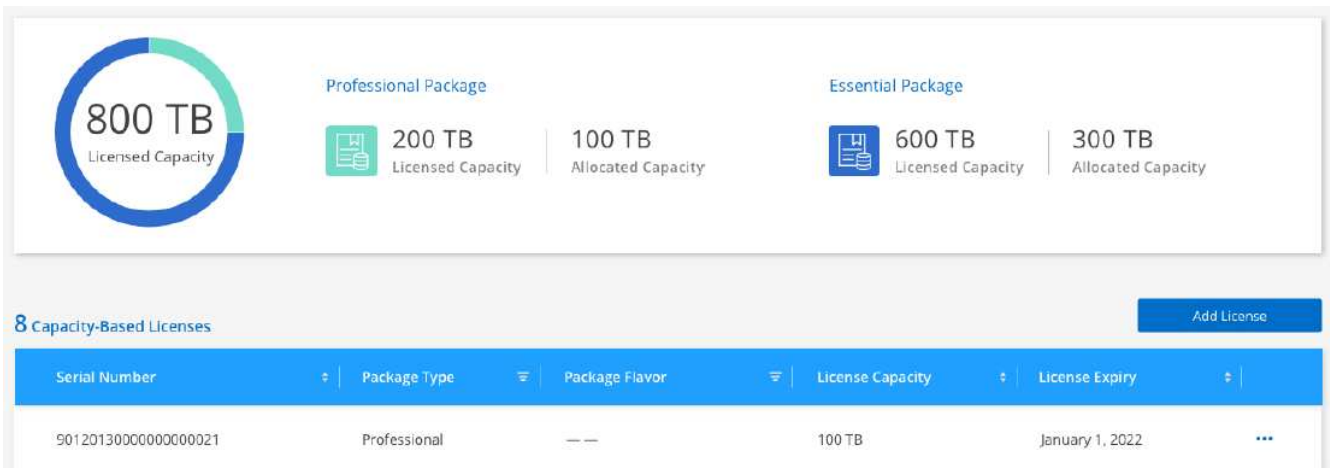 800 TB
Licensed Capacity
Professional Package
200 TB
Licensed Capacity
100 TB
Allocated Capacity
Essential Package
600 TB
Licensed Capacity
300 TB
Allocated Capacity
8 Capacity-Based Licenses
Add License
Serial Number Package Type Package Flavor License Capacity License Expiry
90120130000000000021 Professional — — 100 TB January 1, 2022 •••